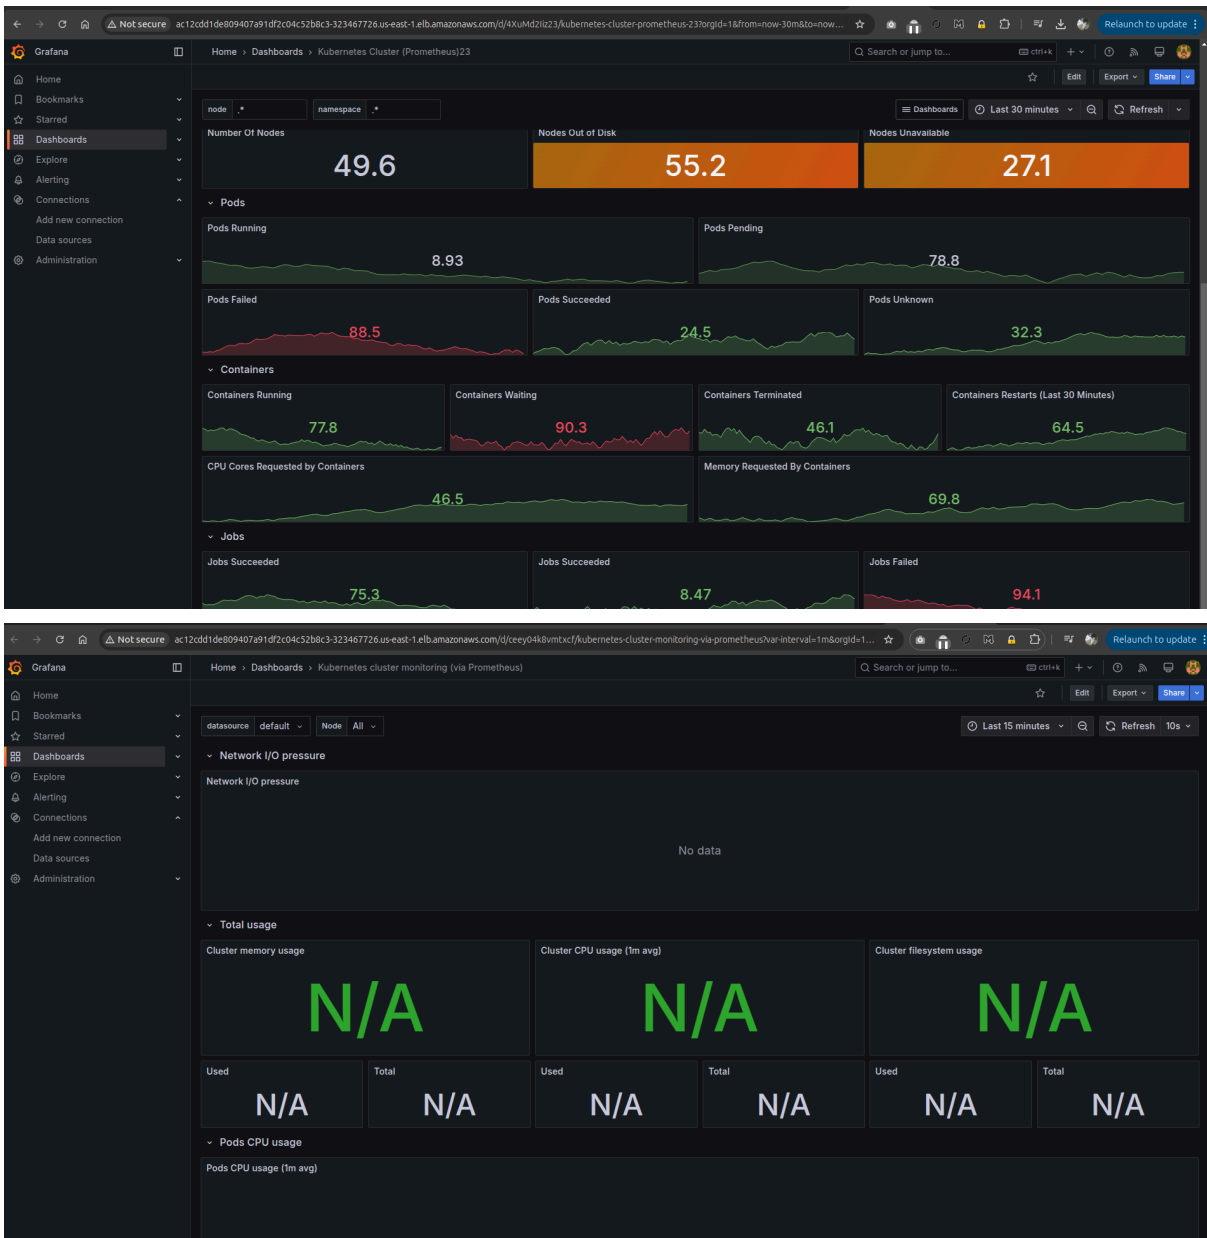 Not secure ac12cdd1de809407a91df2c04c52b8c3-323467726.us-east-1.elb.amazonaws.com/d/4XuMd2Iiz23/kubernetes-cluster-prometheus-23?orgId=1&from=now-30m&to=now... Relaunch to update
Grafana Home › Dashboards › Kubernetes Cluster (Prometheus)23 Search or jump to... ctrl+k
Home Edit Export Share
Bookmarks
Starred
Dashboards
Explore
Alerting
Connections
Add new connection
Data sources
Administration
node .* namespace .* Dashboards Last 30 minutes Refresh
Number Of Nodes Nodes Out of Disk Nodes Unavailable
49.6 55.2 27.1
Pods
Pods Running Pods Pending
8.93 78.8
Pods Failed Pods Succeeded Pods Unknown
88.5 24.5 32.3
Containers
Containers Running Containers Waiting Containers Terminated Containers Restarts (Last 30 Minutes)
77.8 90.3 46.1 64.5
CPU Cores Requested by Containers Memory Requested By Containers
46.5 69.8
Jobs
Jobs Succeeded Jobs Succeeded Jobs Failed
75.3 8.47 94.1
Not secure ac12cdd1de809407a91df2c04c52b8c3-323467726.us-east-1.elb.amazonaws.com/d/ceey04k8vmtxcf/kubernetes-cluster-monitoring-via-prometheus?var-interval=1m&orgId=1... Relaunch to update
Grafana Home › Dashboards › Kubernetes cluster monitoring (via Prometheus) Search or jump to... ctrl+k
Home Edit Export Share
Bookmarks
Starred
Dashboards
Explore
Alerting
Connections
Add new connection
Data sources
Administration
datasource default Node All Last 15 minutes Refresh 10s
Network I/O pressure
Network I/O pressure
No data
Total usage
Cluster memory usage Cluster CPU usage (1m avg) Cluster filesystem usage
N/A N/A N/A
Used Total Used Total Used Total
N/A N/A N/A N/A N/A N/A
Pods CPU usage
Pods CPU usage (1m avg)